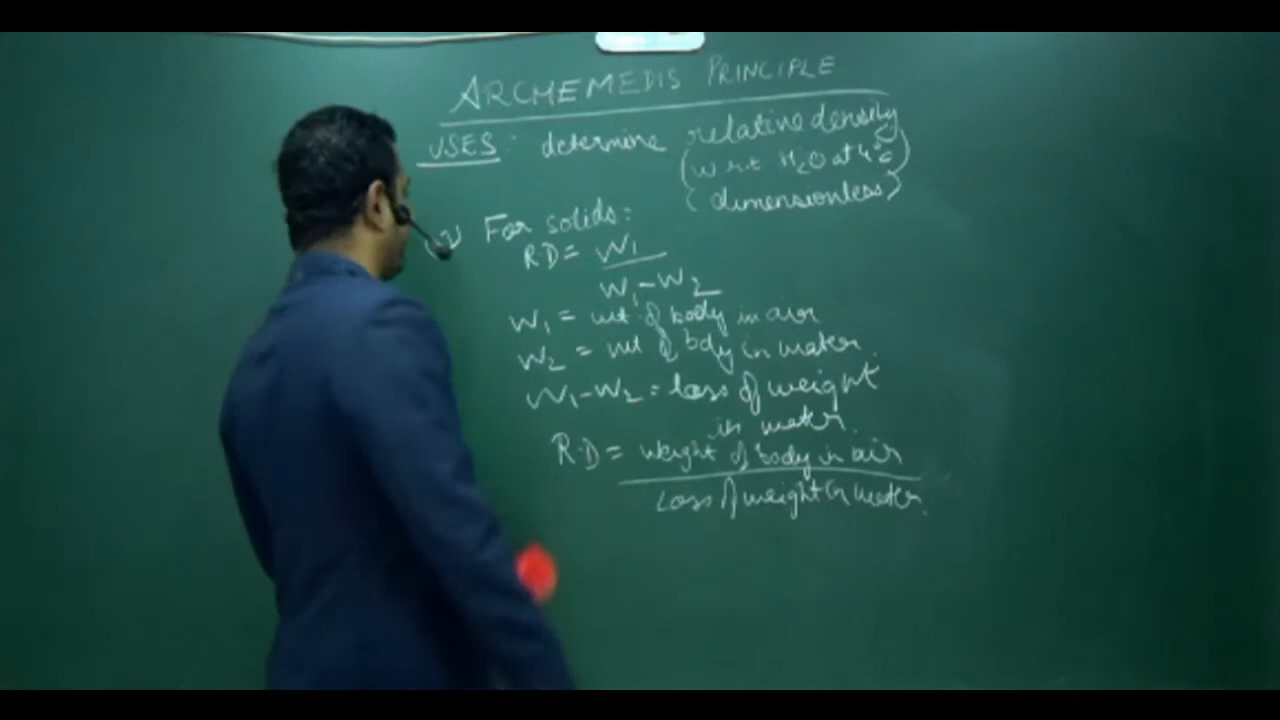 ARCHEMEDIS PRINCIPLE
USES: determine relative density
(w r t H₂O at 4°C)
(dimensionless)
For solids:
R.D = W₁
W₁-W₂
W₁ = wt of body in air
W₂ = wt of body in water.
W₁-W₂ = loss of weight
in water.
R.D = weight of body in air
Loss of weight in water.